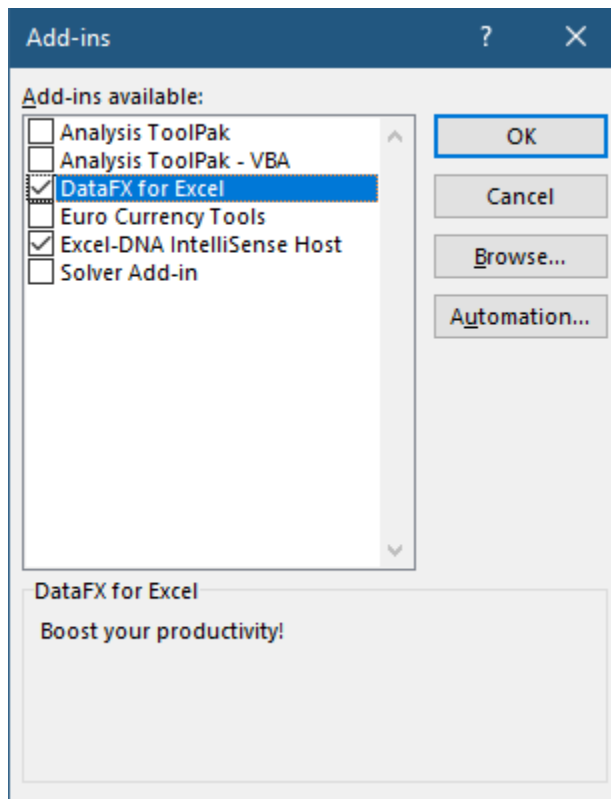 Add-ins
?
Add-ins available:
Analysis ToolPak
Analysis ToolPak - VBA
DataFX for Excel
Euro Currency Tools
Excel-DNA IntelliSense Host
Solver Add-in
OK
Cancel
Browse...
Automation...
DataFX for Excel
Boost your productivity!